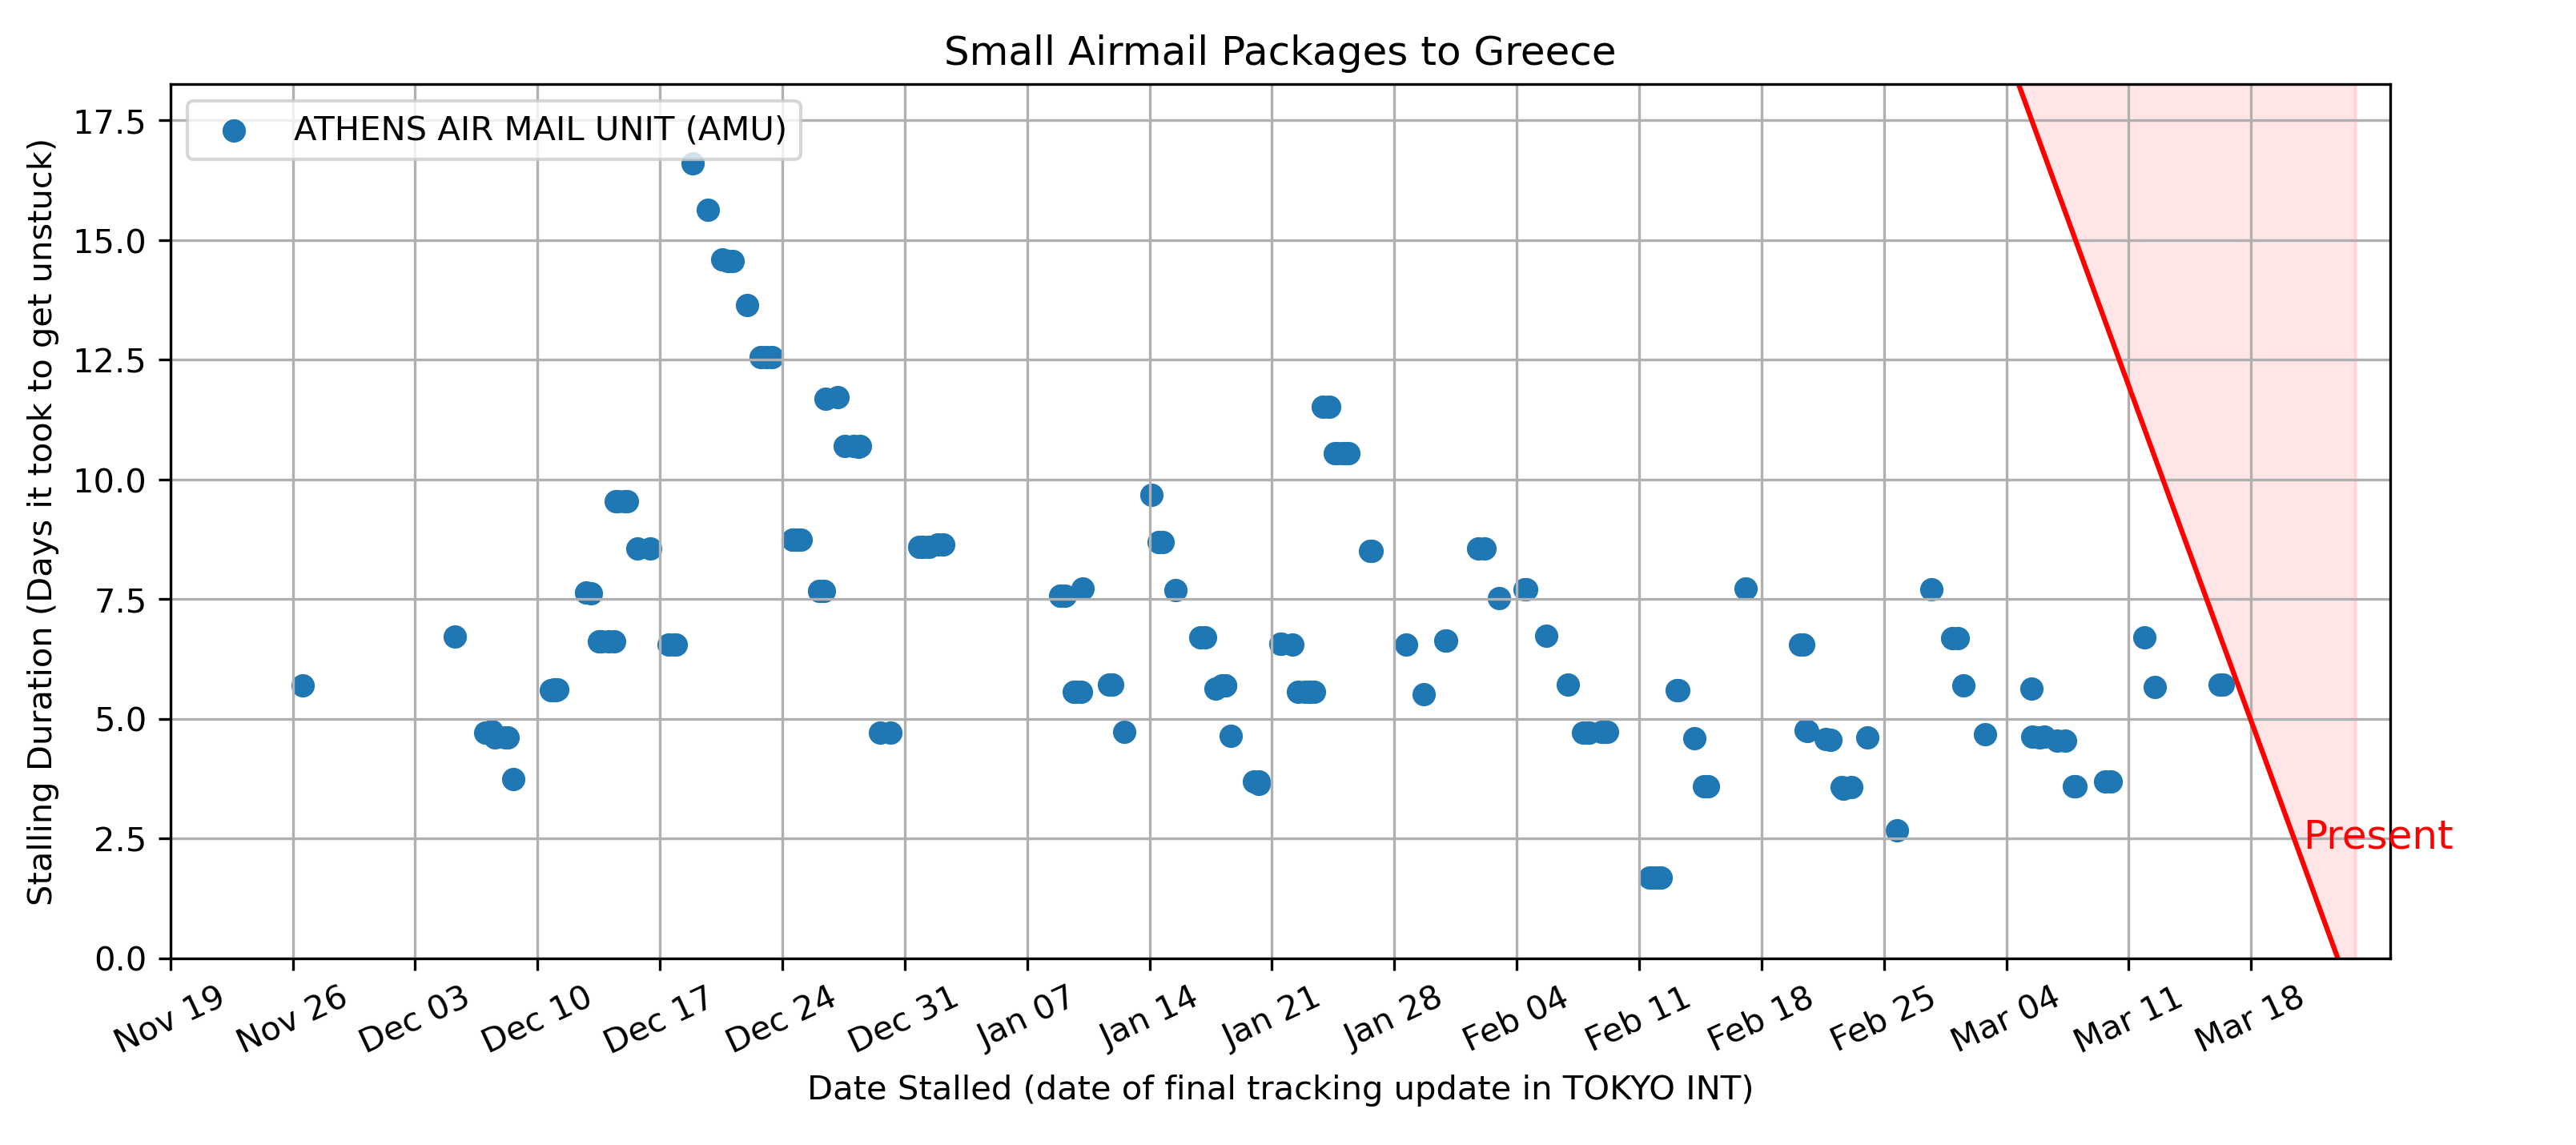 Small Airmail Packages to Greece
ATHENS AIR MAIL UNIT (AMU)
Stalling Duration (Days it took to get unstuck)
17.5
15.0
12.5
10.0
7.5
5.0
2.5
0.0
Present
Nov 19 Nov 26 Dec 03 Dec 10 Dec 17 Dec 24 Dec 31 Jan 07 Jan 14 Jan 21 Jan 28 Feb 04 Feb 11 Feb 18 Feb 25 Mar 04 Mar 11 Mar 18
Date Stalled (date of final tracking update in TOKYO INT)